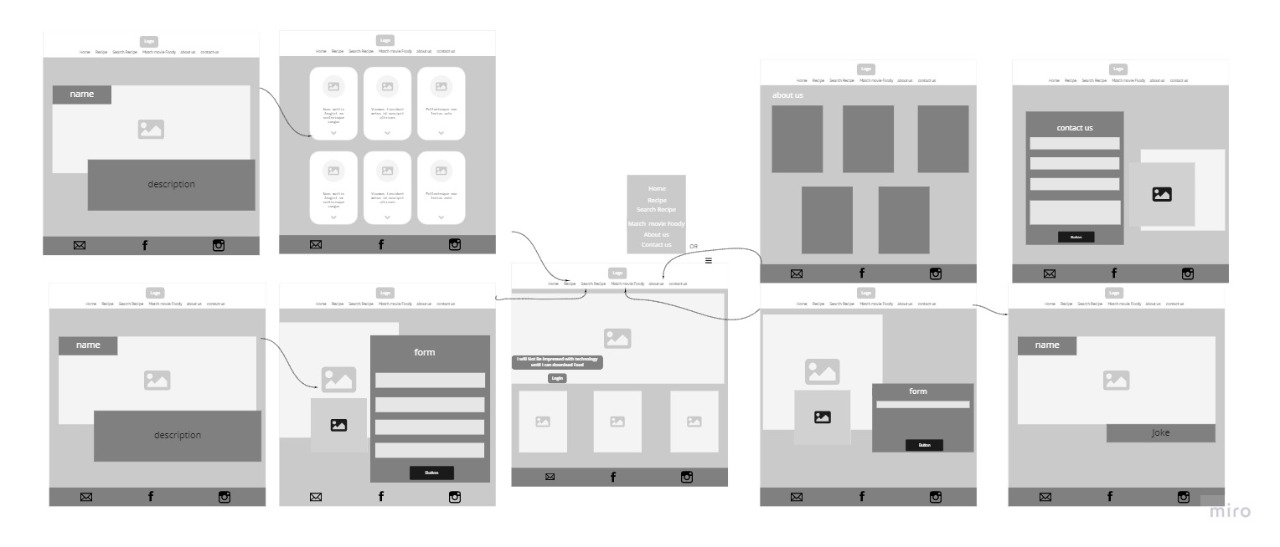 Logo
Home Recipe Search Recipe Match movie Foody about us contact us
name
description
Logo
Home Recipe Search Recipe Match movie Foody about us contact us
f
Logo
Home Recipe Search Recipe Match movie Foody about us contact us
about us
Logo
Home Recipe Search Recipe Match movie Foody about us contact us
contact us
Button
Home
Recipe
Search Recipe
Match movie Foody
About us
Contact us
OR
Logo
Home Recipe Search Recipe Match movie Foody about us contact us
name
description
Logo
Home Recipe Search Recipe Match movie Foody about us contact us
form
Button
Logo
Home Recipe Search Recipe Match movie Foody about us contact us
I will Not Be Impressed with technology
until I can download food
Login
Logo
Home Recipe Search Recipe Match movie Foody about us contact us
form
Button
Logo
Home Recipe Search Recipe Match movie Foody about us contact us
name
Joke
miro